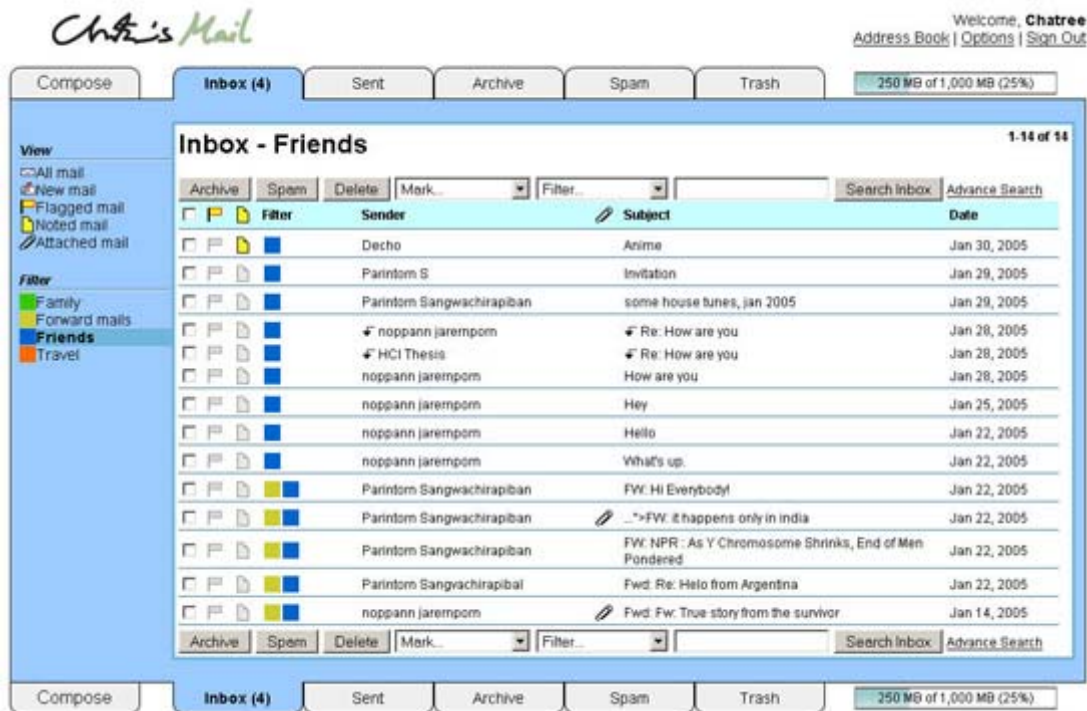 Chtr's Mail
Welcome, Chatree
Address Book | Options | Sign Out
Compose Inbox (4) Sent Archive Spam Trash 250 MB of 1,000 MB (25%)
Inbox - Friends 1-14 of 14
View
All mail
New mail
Flagged mail
Noted mail
Attached mail
Filter
Family
Forward mails
Friends
Travel
Archive Spam Delete Mark... Filter... Search Inbox Advance Search
Filter Sender Subject Date
Decho Anime Jan 30, 2005
Parintorn S Invitation Jan 29, 2005
Parintorn Sangwachirapiban some house tunes, jan 2005 Jan 29, 2005
noppann jarernporn Re: How are you Jan 28, 2005
HCI Thesis Re: How are you Jan 28, 2005
noppann jarernporn How are you Jan 28, 2005
noppann jarernporn Hey Jan 25, 2005
noppann jarernporn Hello Jan 22, 2005
noppann jarernporn What's up. Jan 22, 2005
Parintorn Sangwachirapiban FW: Hi Everybody! Jan 22, 2005
Parintorn Sangwachirapiban ...">FW: it happens only in india Jan 22, 2005
Parintorn Sangwachirapiban FW: NPR : As Y Chromosome Shrinks, End of Men Jan 22, 2005
Pondered
Parintorn Sangvachirapibal Fwd: Re: Helo from Argentina Jan 22, 2005
noppann jarernporn Fwd: Fw: True story from the survivor Jan 14, 2005
Archive Spam Delete Mark... Filter... Search Inbox Advance Search
Compose Inbox (4) Sent Archive Spam Trash 250 MB of 1,000 MB (25%)